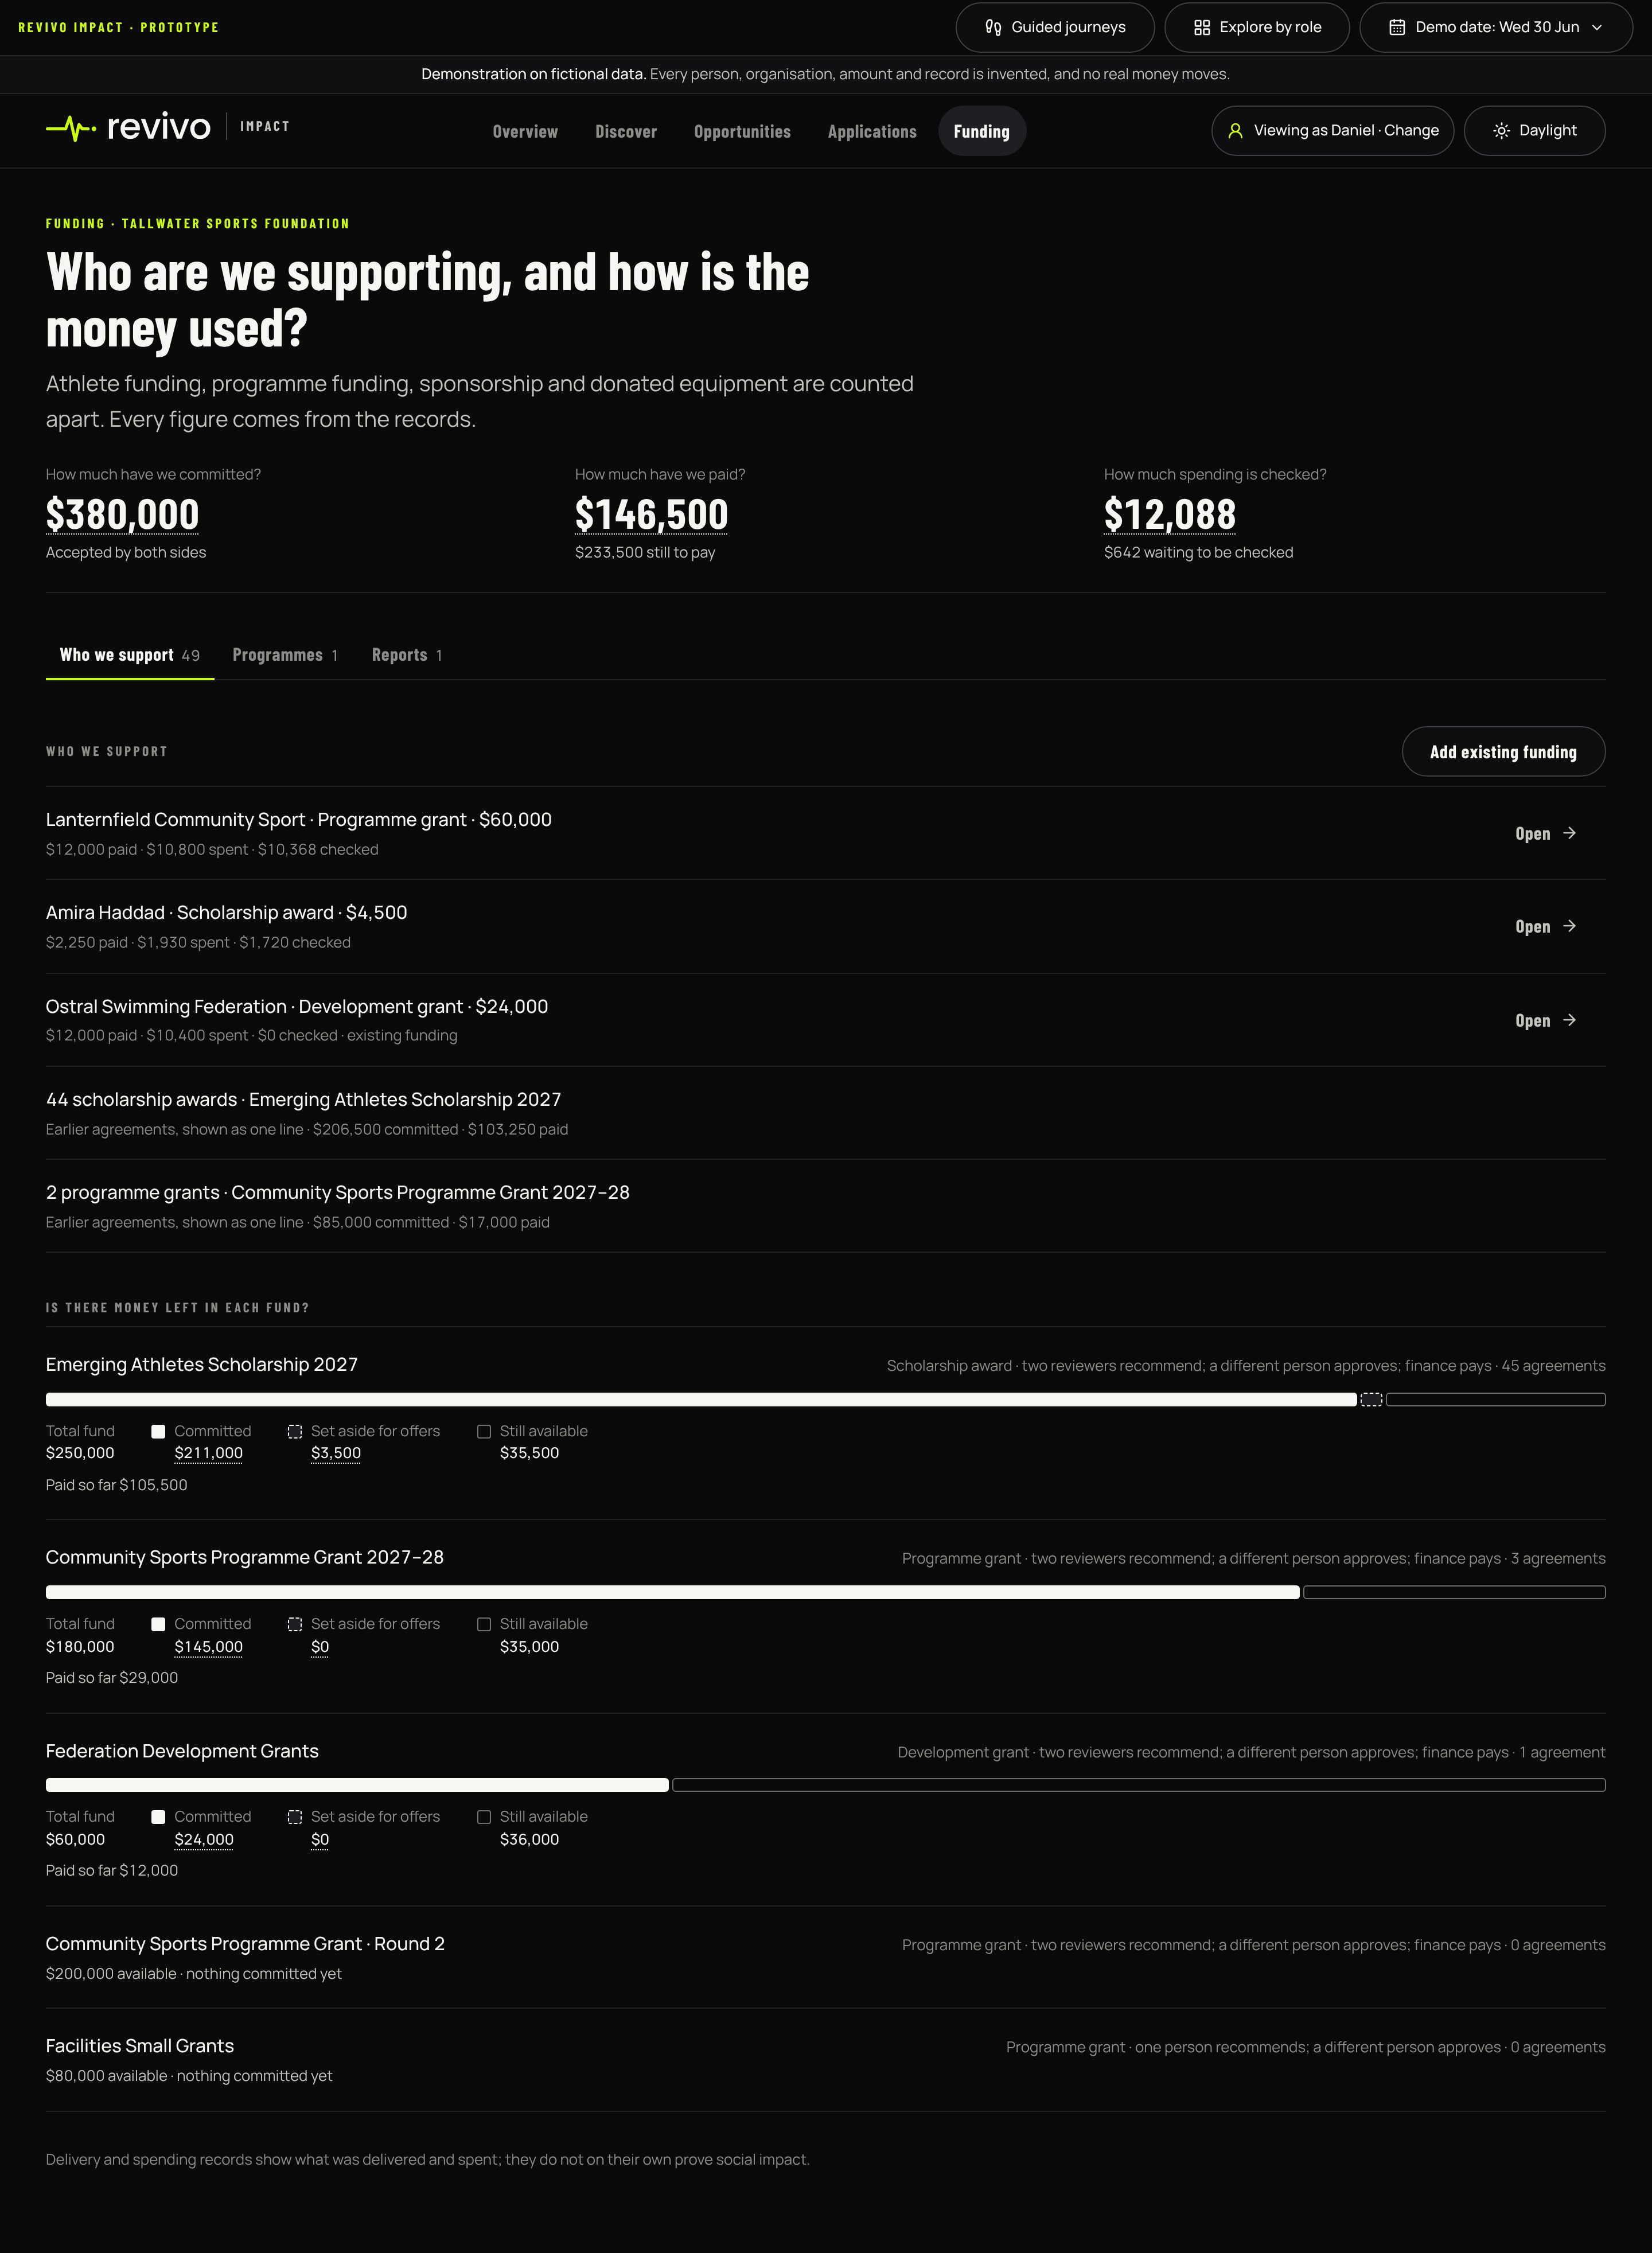 REVIVO IMPACT · PROTOTYPE
Guided journeys
Explore by role
Demo date: Wed 30 Jun
Demonstration on fictional data. Every person, organisation, amount and record is invented, and no real money moves.
revivo IMPACT
Overview
Discover
Opportunities
Applications
Funding
Viewing as Daniel · Change
Daylight
FUNDING · TALLWATER SPORTS FOUNDATION
Who are we supporting, and how is the
money used?
Athlete funding, programme funding, sponsorship and donated equipment are counted
apart. Every figure comes from the records.
How much have we committed?
$380,000
Accepted by both sides
How much have we paid?
$146,500
$233,500 still to pay
How much spending is checked?
$12,088
$642 waiting to be checked
Who we support 49
Programmes 1
Reports 1
WHO WE SUPPORT
Add existing funding
Lanternfield Community Sport · Programme grant · $60,000
$12,000 paid · $10,800 spent · $10,368 checked
Open
Amira Haddad · Scholarship award · $4,500
$2,250 paid · $1,930 spent · $1,720 checked
Open
Ostral Swimming Federation · Development grant · $24,000
$12,000 paid · $10,400 spent · $0 checked · existing funding
Open
44 scholarship awards · Emerging Athletes Scholarship 2027
Earlier agreements, shown as one line · $206,500 committed · $103,250 paid
2 programme grants · Community Sports Programme Grant 2027–28
Earlier agreements, shown as one line · $85,000 committed · $17,000 paid
IS THERE MONEY LEFT IN EACH FUND?
Emerging Athletes Scholarship 2027
Scholarship award · two reviewers recommend; a different person approves; finance pays · 45 agreements
Total fund
$250,000
Committed
$211,000
Set aside for offers
$3,500
Still available
$35,500
Paid so far $105,500
Community Sports Programme Grant 2027–28
Programme grant · two reviewers recommend; a different person approves; finance pays · 3 agreements
Total fund
$180,000
Committed
$145,000
Set aside for offers
$0
Still available
$35,000
Paid so far $29,000
Federation Development Grants
Development grant · two reviewers recommend; a different person approves; finance pays · 1 agreement
Total fund
$60,000
Committed
$24,000
Set aside for offers
$0
Still available
$36,000
Paid so far $12,000
Community Sports Programme Grant · Round 2
Programme grant · two reviewers recommend; a different person approves; finance pays · 0 agreements
$200,000 available · nothing committed yet
Facilities Small Grants
Programme grant · one person recommends; a different person approves · 0 agreements
$80,000 available · nothing committed yet
Delivery and spending records show what was delivered and spent; they do not on their own prove social impact.